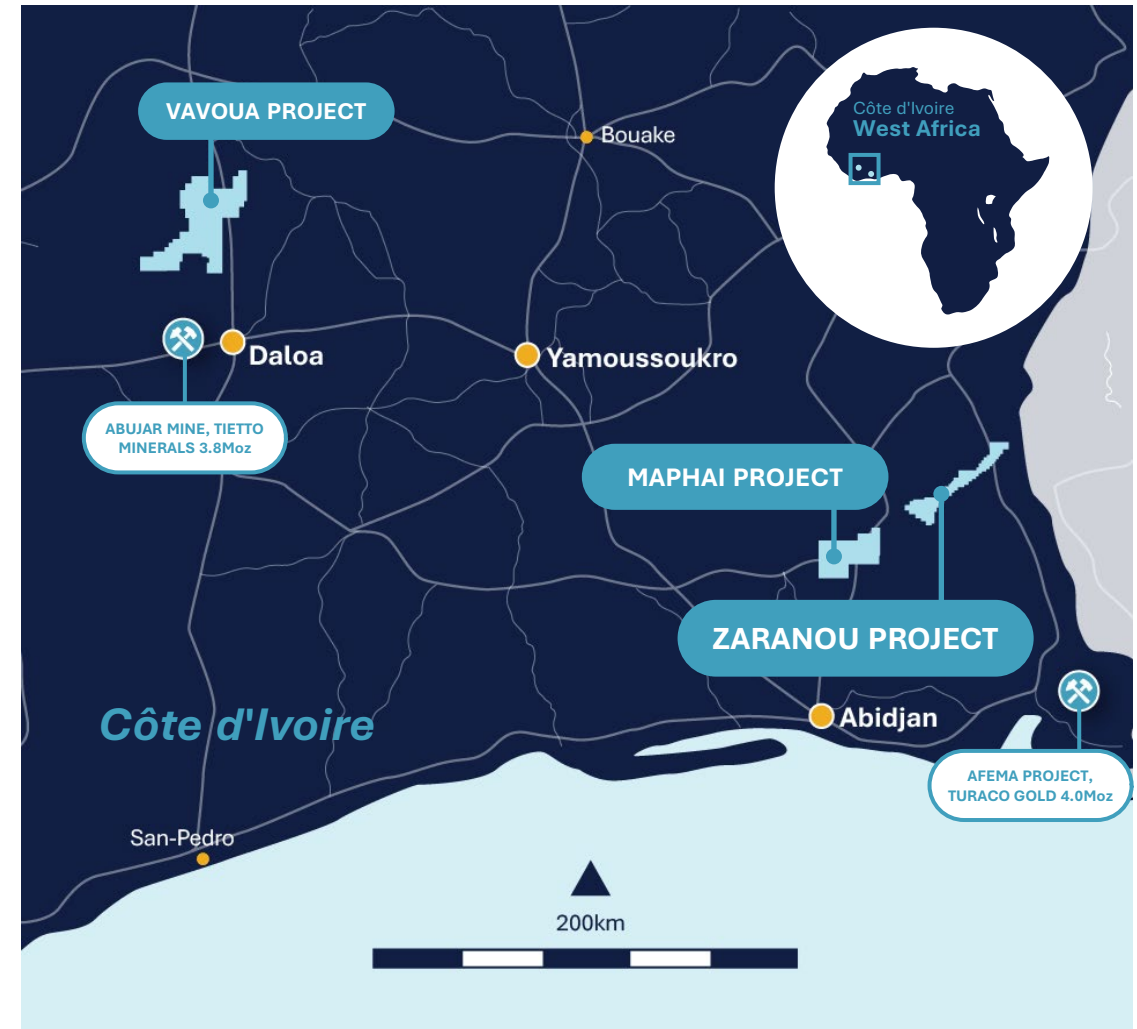 VAVOUA PROJECT
Bouake
Côte d'Ivoire
West Africa
Daloa
Yamoussoukro
ABUJAR MINE, TIETTO
MINERALS 3.8Moz
MAPHAI PROJECT
ZARANOU PROJECT
Côte d'Ivoire
Abidjan
AFEMA PROJECT,
TURACO GOLD 4.0Moz
San-Pedro
200km